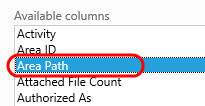 Available columns
Activity
Area ID
Area Path
Attached File Count
Authorized As